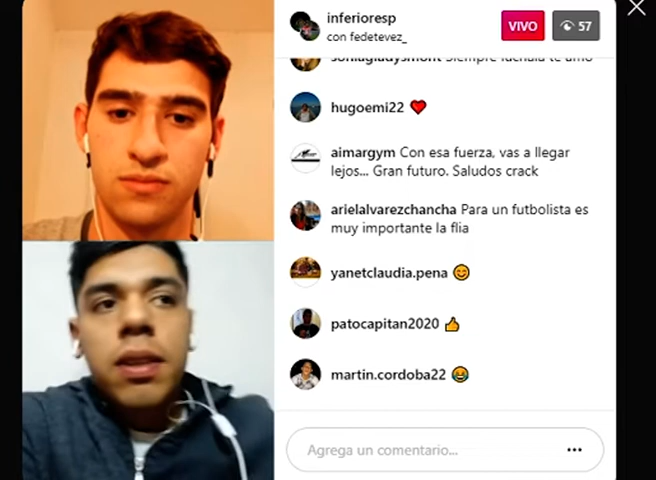 inferioresp
con fedetevez_
VIVO
57
soniagladysmont Siempre luchala te amo
hugoemi22
aimargym Con esa fuerza, vas a llegar
lejos... Gran futuro. Saludos crack
arielalvarezchancha Para un futbolista es
muy importante la flia
yanetclaudia.pena
patocapitan2020
martin.cordoba22
Agrega un comentario...